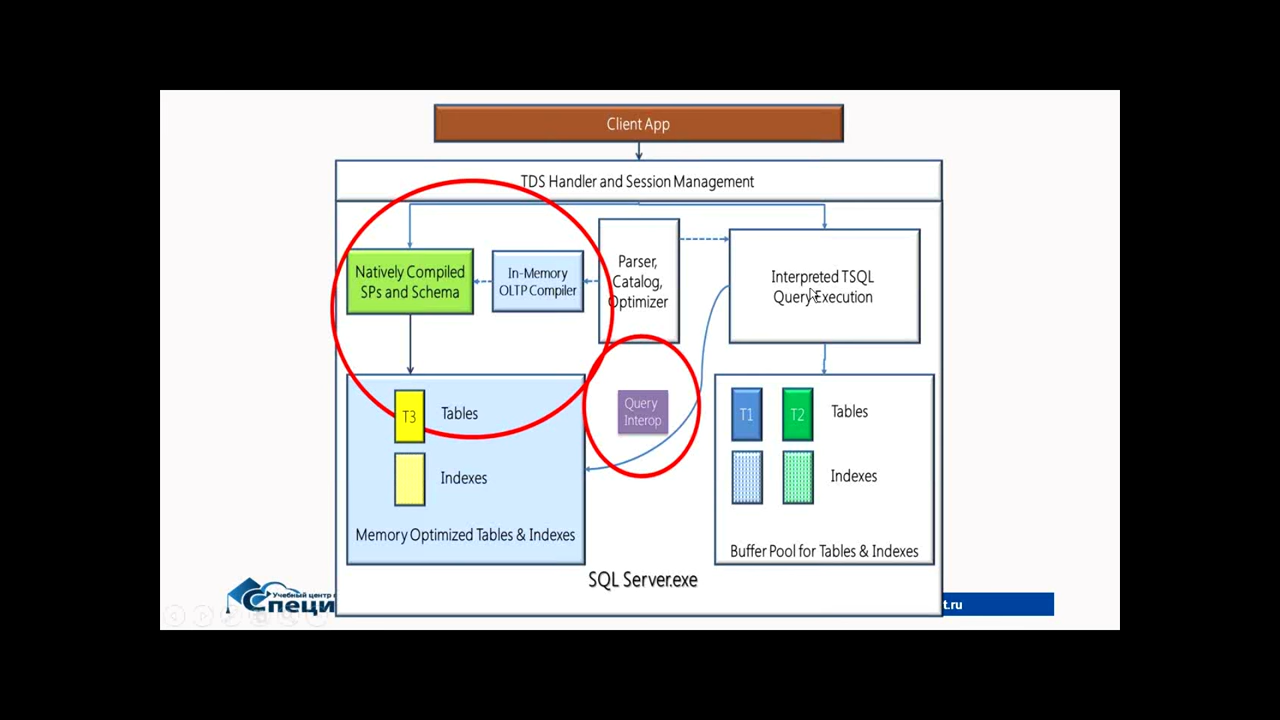 Client App
TDS Handler and Session Management
Natively Compiled
SPs and Schema
In-Memory
OLTP Compiler
Parser,
Catalog,
Optimizer
Interpreted TSQL
Query Execution
T3
Tables
Indexes
Memory Optimized Tables & Indexes
Query
Interop
T1
T2
Tables
Indexes
Buffer Pool for Tables & Indexes
SQL Server.exe
Учебный центр
t.ru